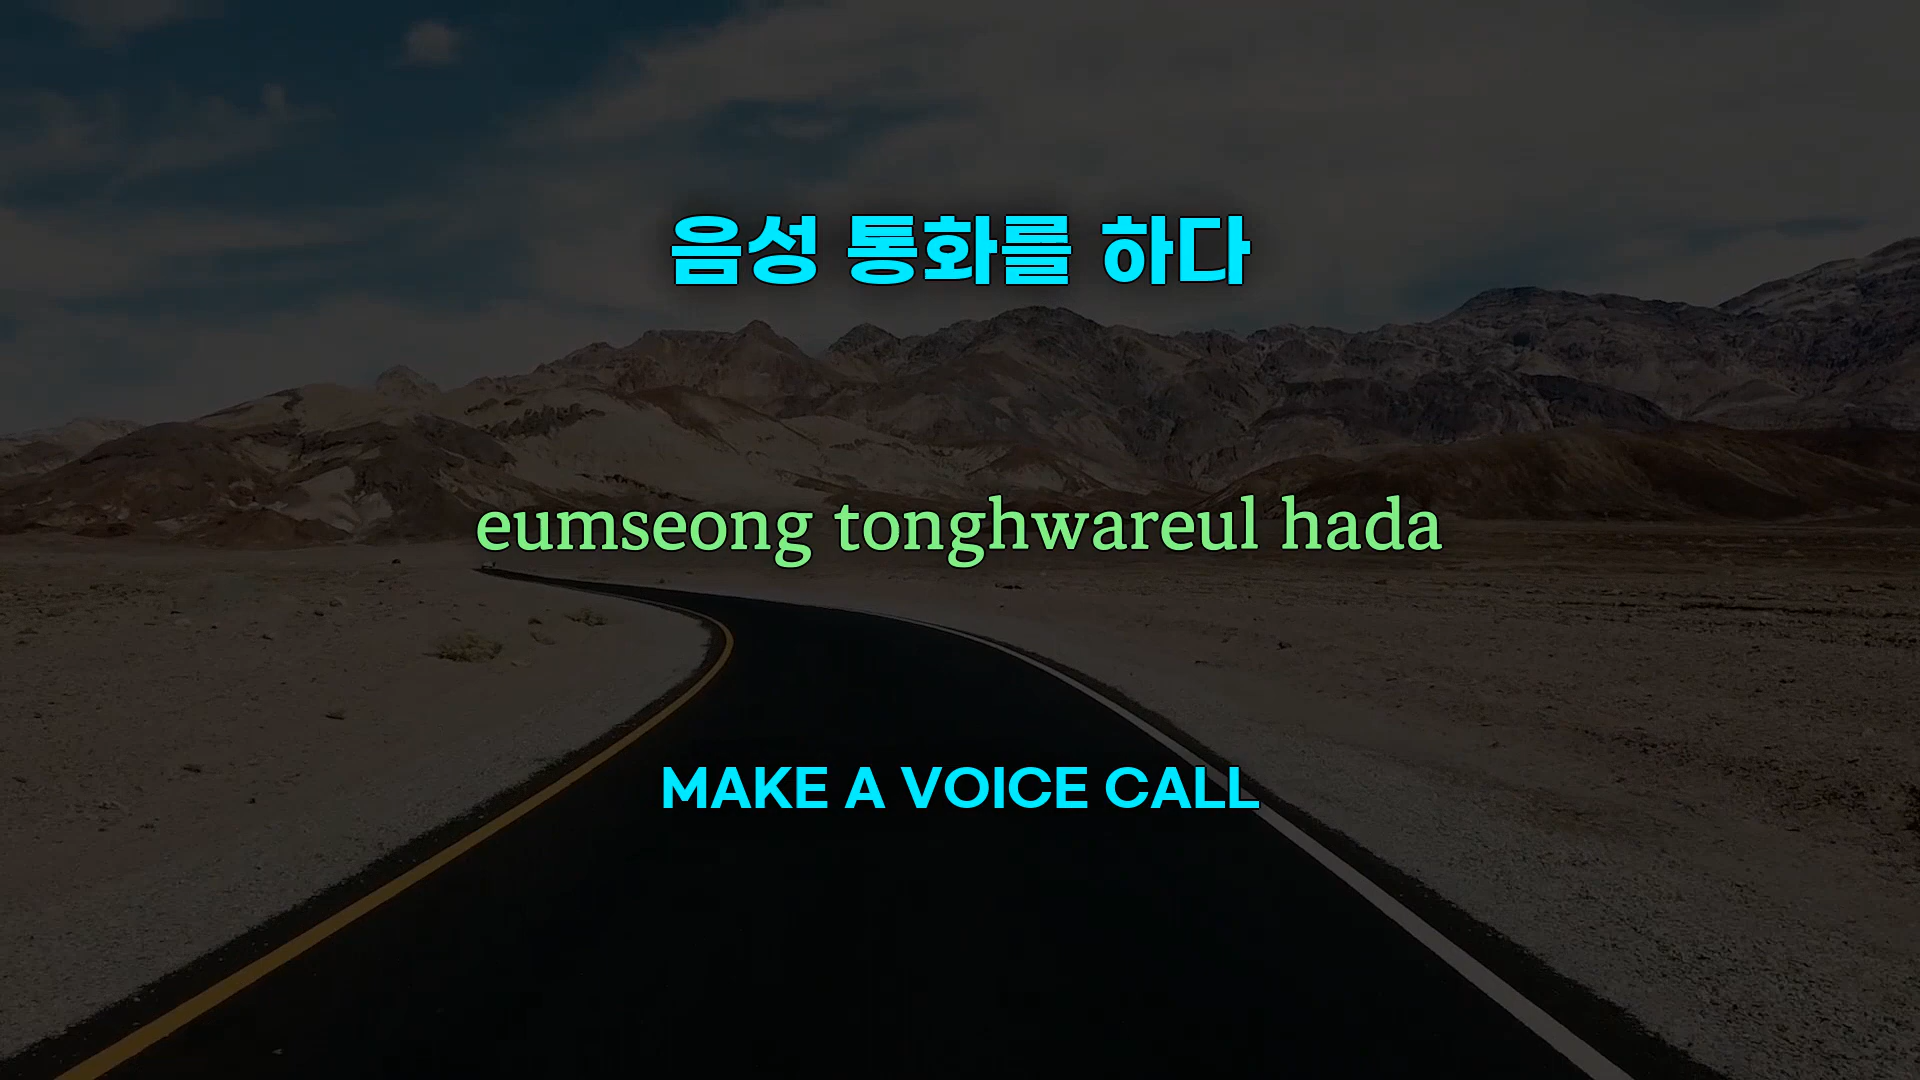 음성 통화를 하다
eumseong tonghwareul hada
MAKE A VOICE CALL